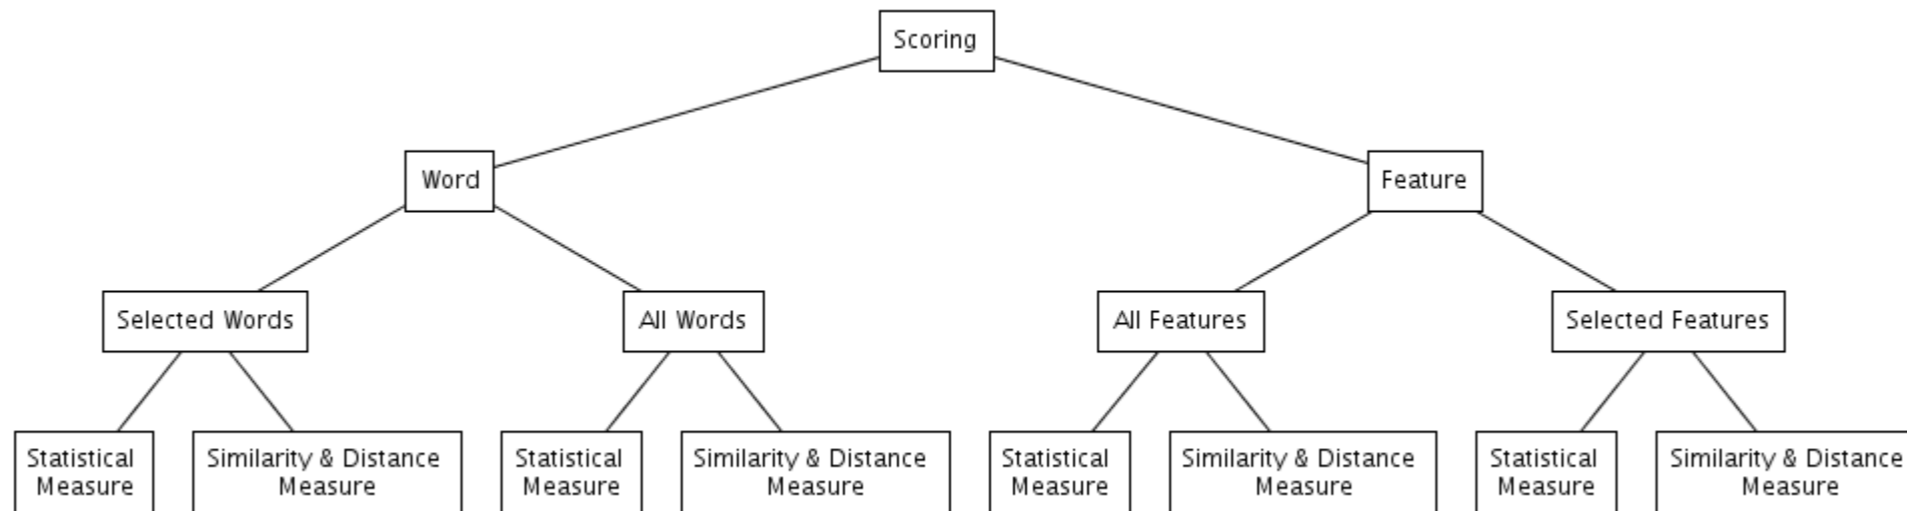 Scoring
Word
Feature
Selected Words
All Words
All Features
Selected Features
Statistical
Measure
Similarity & Distance
Measure
Statistical
Measure
Similarity & Distance
Measure
Statistical
Measure
Similarity & Distance
Measure
Statistical
Measure
Similarity & Distance
Measure